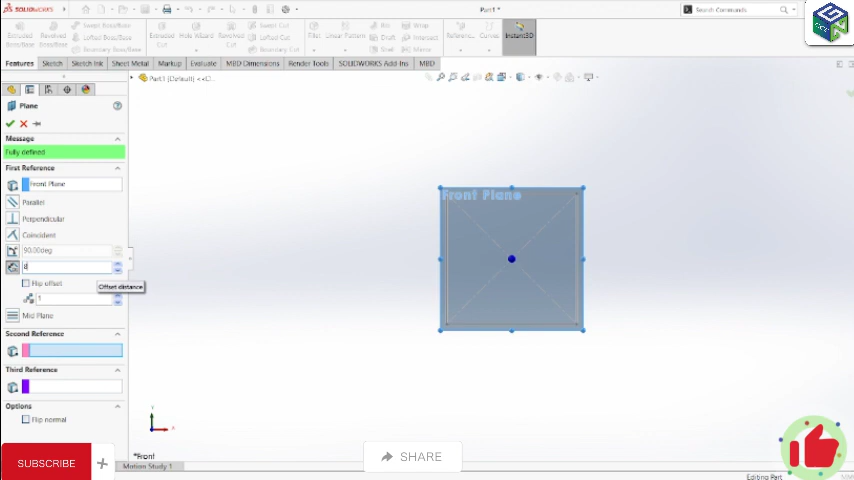 SOLIDWORKS
Part1 *
Search Commands
Extruded Boss/Base
Revolved Boss/Base
Swept Boss/Base
Lofted Boss/Base
Boundary Boss/Base
Extruded Cut
Hole Wizard
Revolved Cut
Swept Cut
Lofted Cut
Boundary Cut
Fillet
Linear Pattern
Rib
Draft
Shell
Wrap
Intersect
Mirror
Referenc...
Curves
Instant3D
Features
Sketch
Sketch Ink
Sheet Metal
Markup
Evaluate
MBD Dimensions
Render Tools
SOLIDWORKS Add-Ins
MBD
Part1 (Default) <<D...
Plane
Message
Fully defined
First Reference
Front Plane
Parallel
Perpendicular
Coincident
90.00deg
8
Offset distance
Flip offset
1
Mid Plane
Second Reference
Third Reference
Options
Flip normal
Front Plane
Y
X
*Front
Motion Study 1
SUBSCRIBE
SHARE
Editing Part